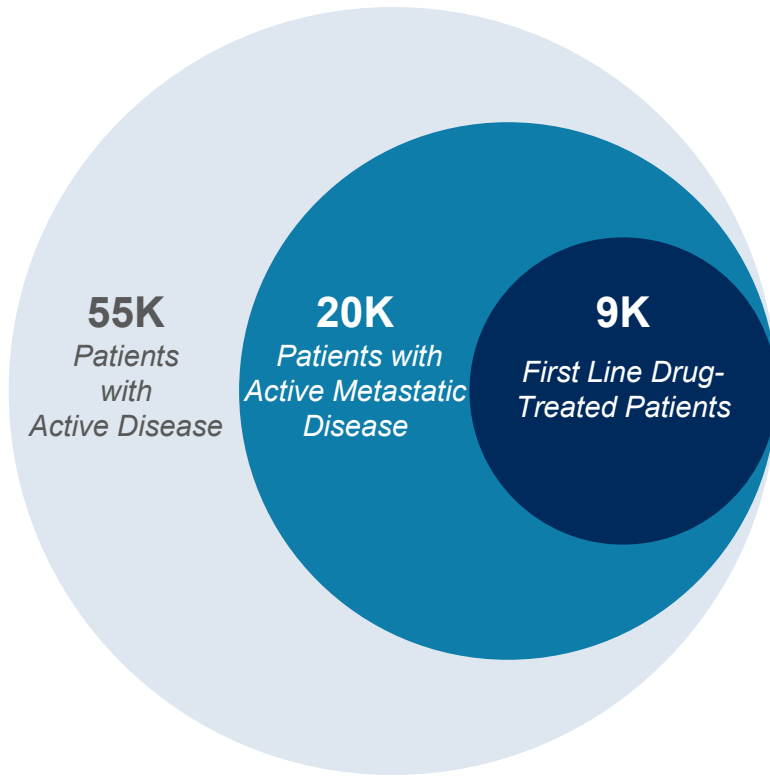 55K
Patients
with
Active Disease
20K
Patients with
Active Metastatic
Disease
9K
First Line Drug-
Treated Patients